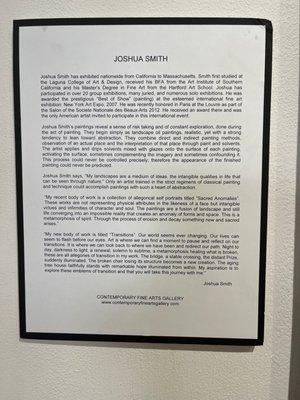 JOSHUA SMITH
Joshua Smith has exhibited nationwide from California to Massachusetts. Smith first studied at
the Laguna College of Art & Design, received his BFA from the Art Institute of Southern
California and his Master's Degree in Fine Art from the Hartford Art School. Joshua has
participated in over 20 group exhibitions, many juried, and numerous solo exhibitions. He was
awarded the prestigious "Best of Show" (painting) at the esteemed international fine art
exhibition: New York Art Expo, 2007. He was recently honored in Paris at the Louvre as part of
the Salon of the Societe Nationale des Beaux-Arts 2012. He received an award there and was
the only American artist invited to participate in this international event.
Joshua Smith's paintings reveal a sense of risk taking and of constant exploration, done during
the act of painting. They begin simply as landscape oil paintings, realistic, yet with a strong
tendency to lean toward abstraction. They combine direct and indirect painting methods,
observation of an actual place and the interpretation of that place through paint and solvents.
The artist applies and drips solvents mixed with glazes onto the surface of each painting,
activating the surface, sometimes complementing the imagery and sometimes confounding it.
This process could never be controlled precisely, therefore the appearance of the finished
painting could never be predicted.
Joshua Smith says, "My landscapes are a medium of ideas, the intangible qualities in life that
can be seen through nature." Only an artist trained in the strict regimens of classical painting
and technique could accomplish paintings with such a heart of abstraction.
"My recent body of work is a collection of allegorical self portraits titled "Sacred Anomalies".
These works are not representing physical attributes in the likeness of a face but intangible
virtues and infirmities of character and soul. The paintings are a fusion of landscape and still
life converging into an impossible reality that creates an anomaly of forms and space. This is a
metamorphosis of spirit. Through the process of erosion and decay something new and sacred
arises."
"My new body of work is titled "Transitions". Our world seems ever changing. Our lives can
seem to flash before our eyes. Art is where we can find a moment to pause and reflect on our
transitions. It is where we can look back to where we have been and redirect our path. Night to
day, darkness to light, a renewal, solemn to sublime, a metamorphosis healing what is broken,
these are all allegories of transition in my work. The bridge, a stable crossing, the distant Prize,
suddenly illuminated. The broken chair losing its structure becomes a new creation. The aging
tree house faithfully stands with remarkable hope illuminated from within. My aspiration is to
explore these emblems of transition and that you will take this journey with me."
Joshua Smith
CONTEMPORARY FINE ARTS GALLERY
www.contemporaryfineartsgallery.com